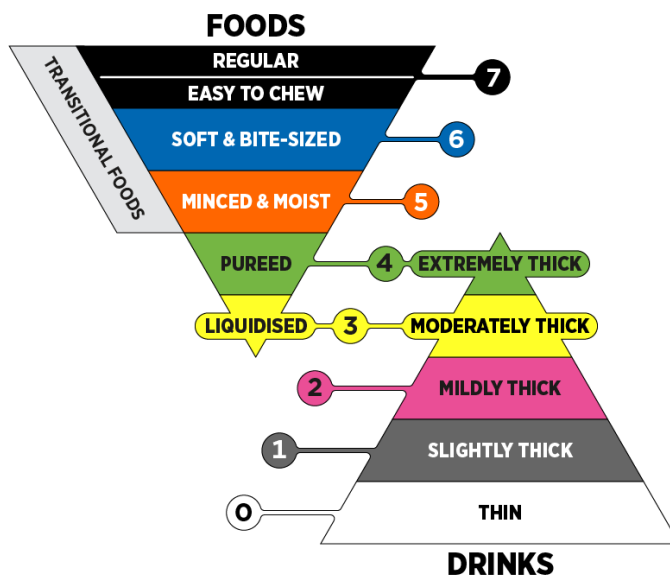 FOODS
REGULAR
7
EASY TO CHEW
TRANSITIONAL FOODS
SOFT & BITE-SIZED
6
MINCED & MOIST
5
PUREED
4
EXTREMELY THICK
LIQUIDISED
3
MODERATELY THICK
2
MILDLY THICK
1
SLIGHTLY THICK
0
THIN
DRINKS